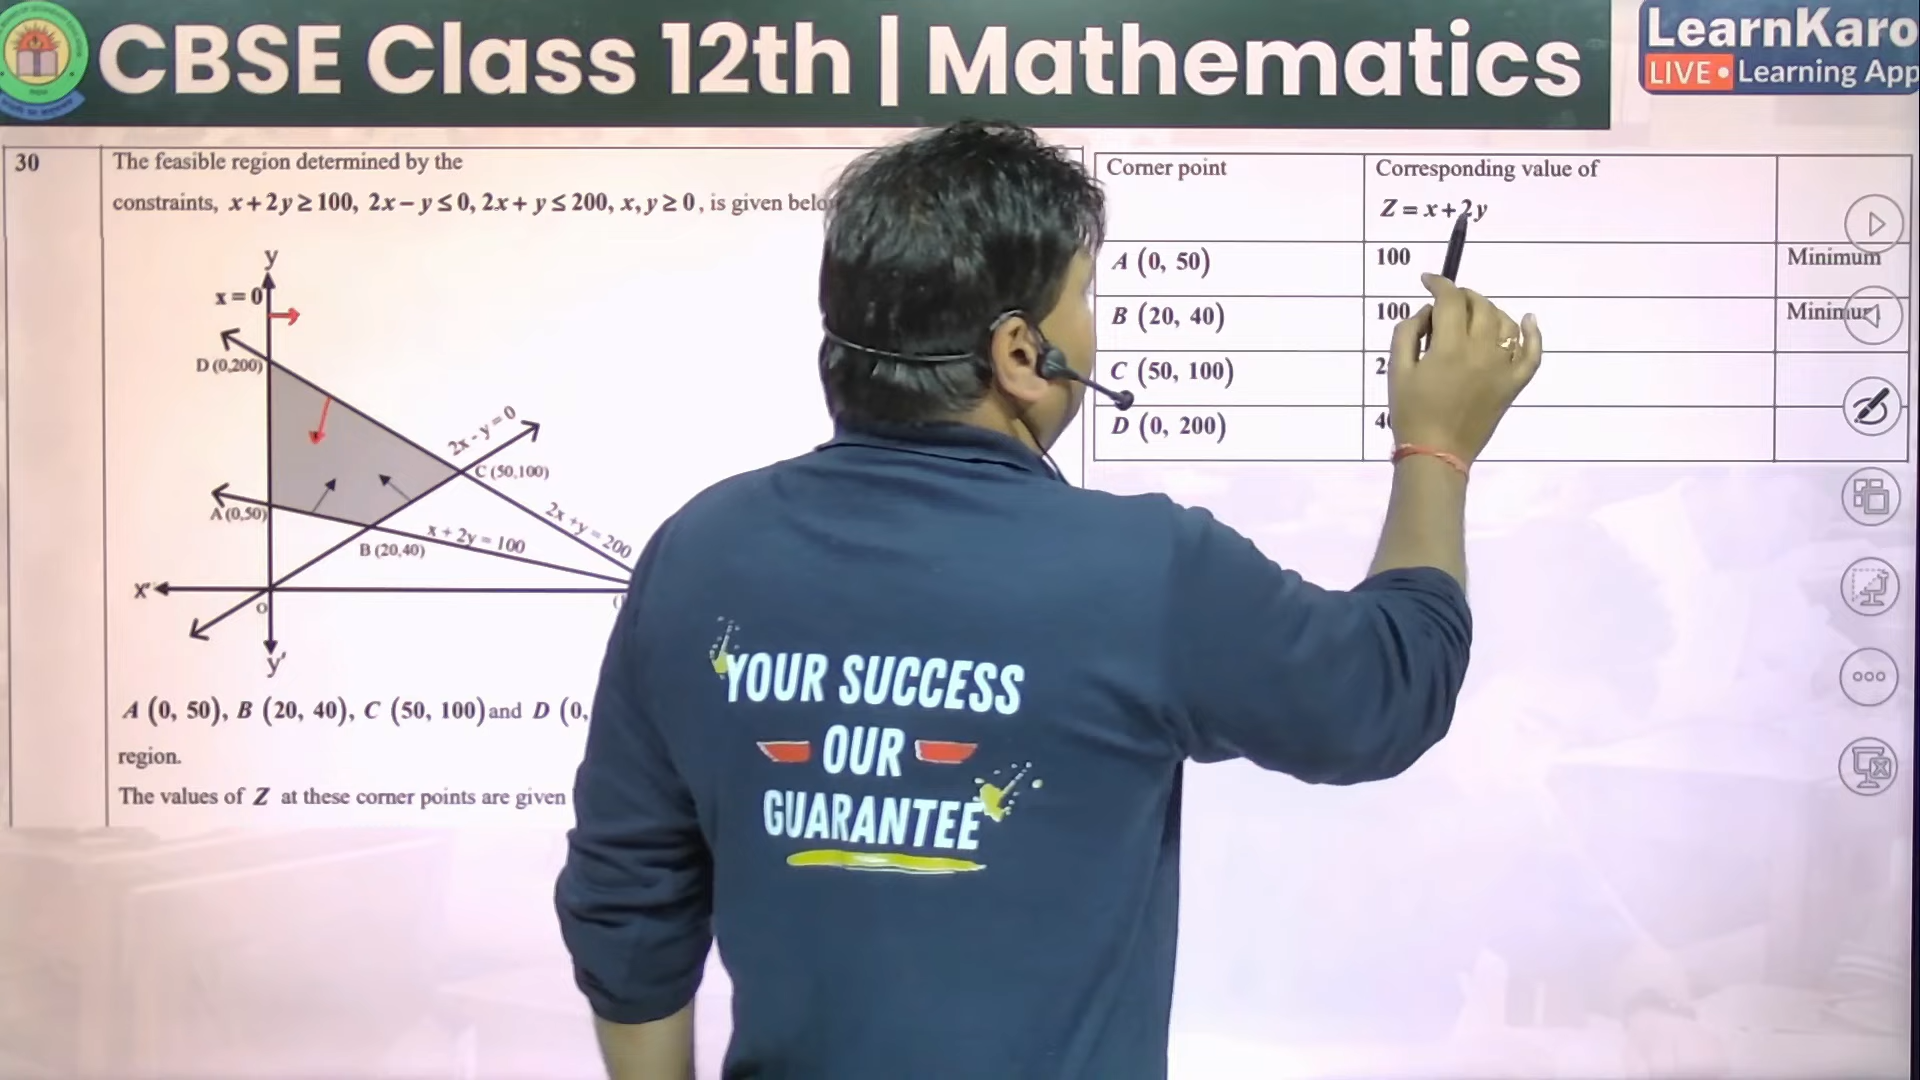 CBSE Class 12th | Mathematics
LearnKaro
LIVE • Learning App
30
The feasible region determined by the
constraints, x + 2y ≥ 100, 2x − y ≤ 0, 2x + y ≤ 200, x, y ≥ 0, is given
y
x = 0
D (0,200)
2x - y = 0
C (50,100)
A (0,50)
2x + y = 200
x + 2y = 100
B (20,40)
X'
O
y'
A (0, 50), B (20, 40), C (50, 100) and D (0,
region.
The values of Z at these corner points are given
Corner point
Corresponding value of
Z = x + 2y
A (0, 50)
100
Minimum
B (20, 40)
100
C (50, 100)
D (0, 200)
YOUR SUCCESS
OUR
GUARANTEE